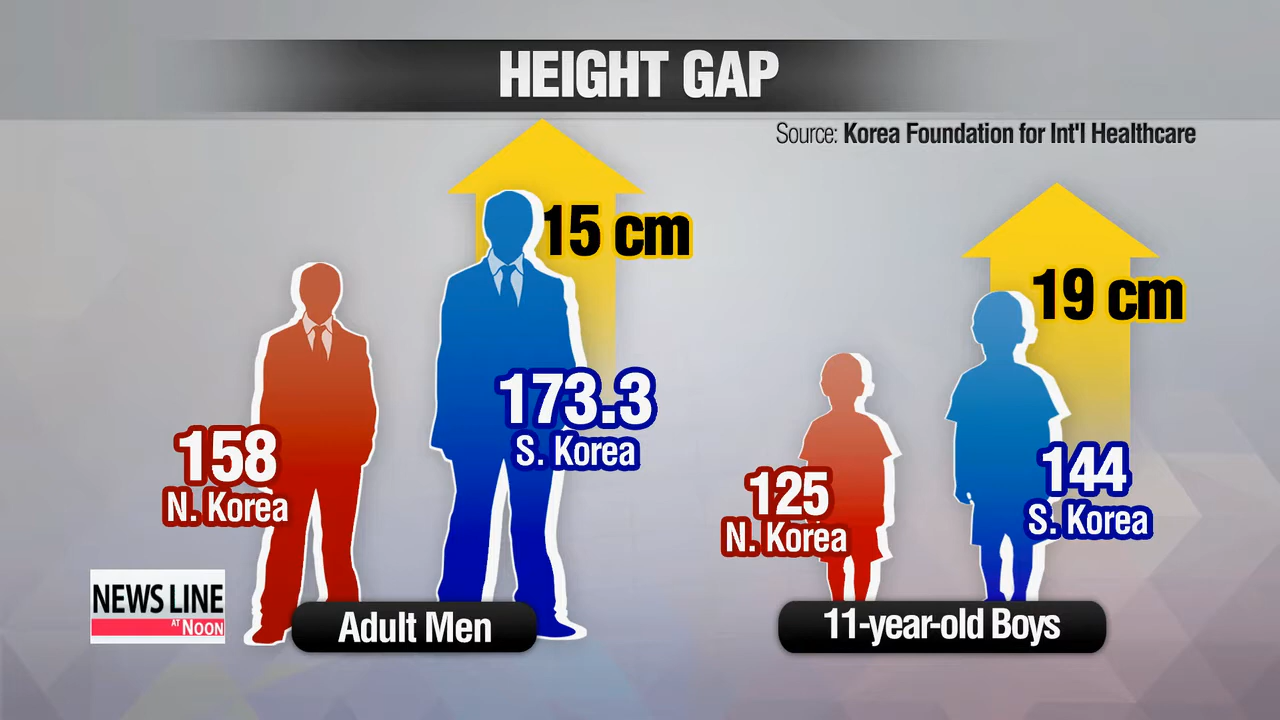 HEIGHT GAP
Source: Korea Foundation for Int'l Healthcare
15 cm
19 cm
173.3
S. Korea
158
N. Korea
144
S. Korea
125
N. Korea
NEWS LINE
AT NOON
Adult Men
11-year-old Boys